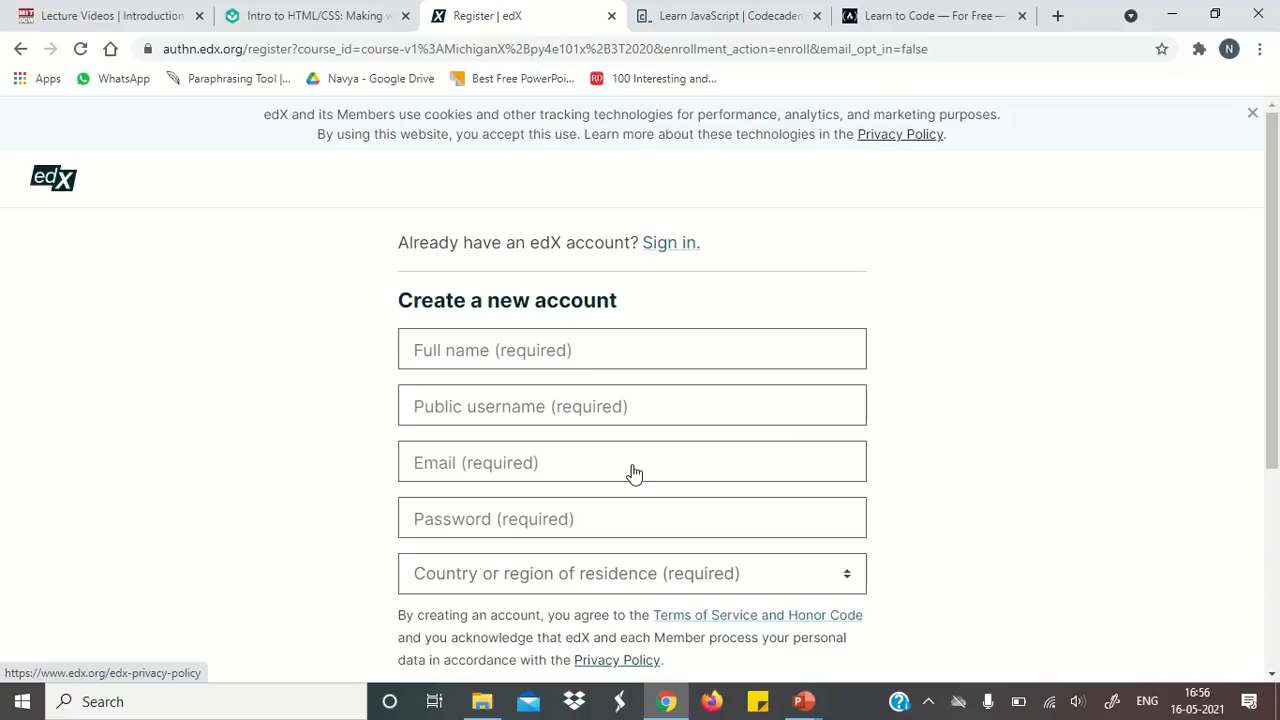 Lecture Videos | Introduction
Intro to HTML/CSS: Making w
Register | edX
Learn JavaScript | Codecaden
Learn to Code — For Free —
authn.edx.org/register?course_id=course-v1%3AMichiganX%2Bpy4e101x%2B3T2020&enrollment_action=enroll&email_opt_in=false
N
Apps
WhatsApp
Paraphrasing Tool |...
Navya - Google Drive
Best Free PowerPoi...
RD
100 Interesting and...
edX and its Members use cookies and other tracking technologies for performance, analytics, and marketing purposes.
By using this website, you accept this use. Learn more about these technologies in the Privacy Policy.
edX
Already have an edX account? Sign in.
Create a new account
Full name (required)
Public username (required)
Email (required)
Password (required)
Country or region of residence (required)
By creating an account, you agree to the Terms of Service and Honor Code
and you acknowledge that edX and each Member process your personal
data in accordance with the Privacy Policy.
https://www.edx.org/edx-privacy-policy
Search
ENG
16:56
16-05-2021